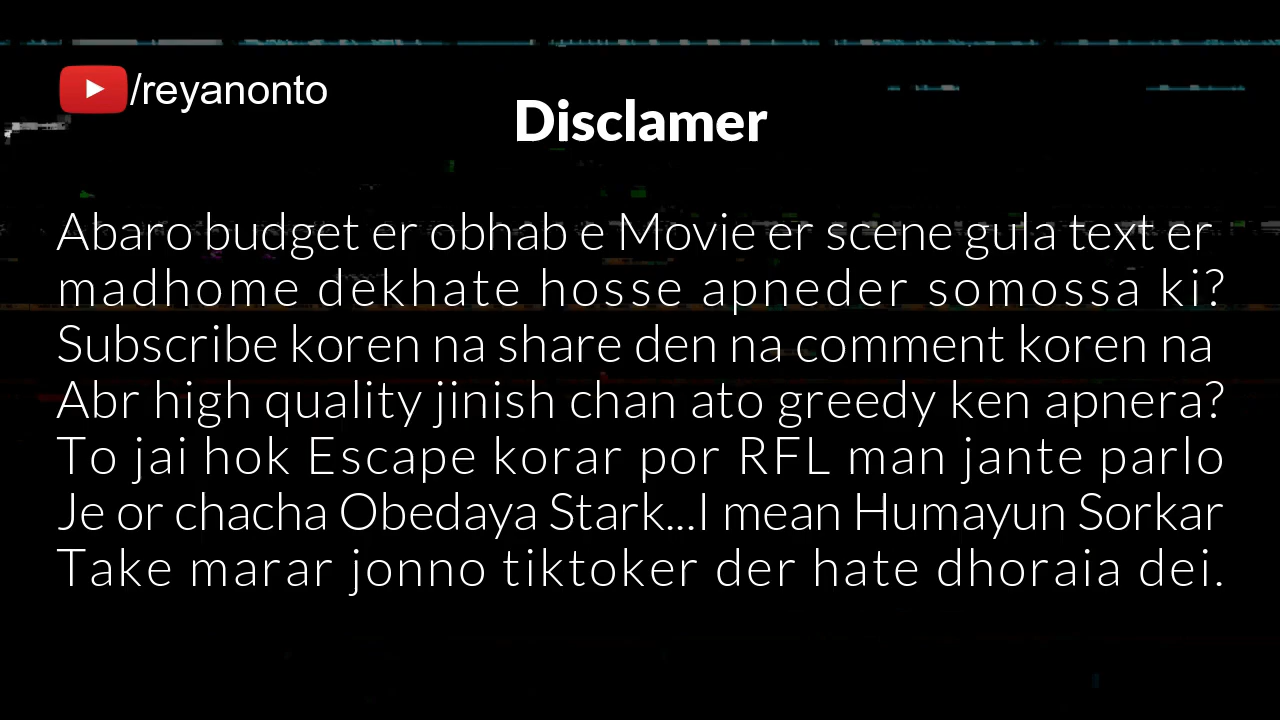 /reyanonto
Disclamer
Abaro budget er obhab e Movie er scene gula text er
madhome dekhate hosse apneder somossa ki?
Subscribe koren na share den na comment koren na
Abr high quality jinish chan ato greedy ken apnera?
To jai hok Escape korar por RFL man jante parlo
Je or chacha Obedaya Stark...I mean Humayun Sorkar
Take marar jonno tiktoker der hate dhoraia dei.